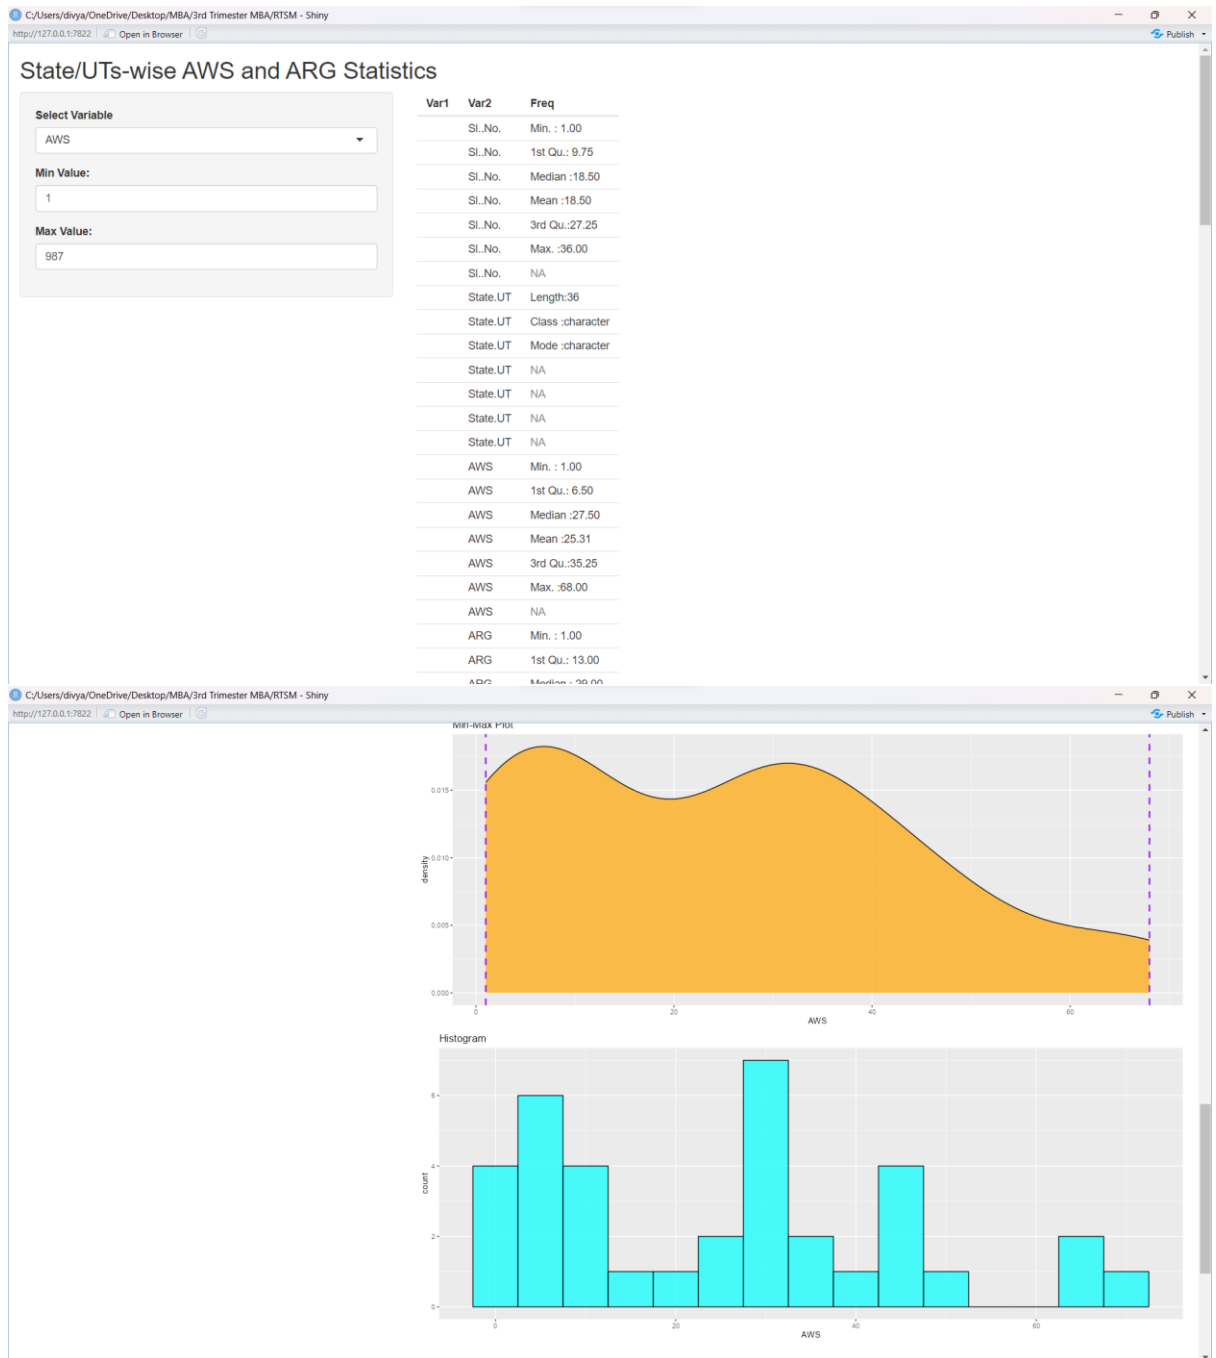 C:/Users/divya/OneDrive/Desktop/MBA/3rd Trimester MBA/RTSM - Shiny
http://127.0.0.1:7822 Open in Browser Publish
State/UTs-wise AWS and ARG Statistics
Select Variable
AWS
Min Value:
1
Max Value:
987
Var1 Var2 Freq
Sl..No. Min. : 1.00
Sl..No. 1st Qu.: 9.75
Sl..No. Median :18.50
Sl..No. Mean :18.50
Sl..No. 3rd Qu.:27.25
Sl..No. Max. :36.00
Sl..No. NA
State.UT Length:36
State.UT Class :character
State.UT Mode :character
State.UT NA
State.UT NA
State.UT NA
State.UT NA
AWS Min. : 1.00
AWS 1st Qu.: 6.50
AWS Median :27.50
AWS Mean :25.31
AWS 3rd Qu.:35.25
AWS Max. :68.00
AWS NA
ARG Min. : 1.00
ARG 1st Qu.: 13.00
ARG Median : 29.00
C:/Users/divya/OneDrive/Desktop/MBA/3rd Trimester MBA/RTSM - Shiny
http://127.0.0.1:7822 Open in Browser Publish
Min-Max Plot
0.015
0.010
0.005
0.000
density
0 20 40 60
AWS
Histogram
6
4
2
0
count
0 20 40 60
AWS